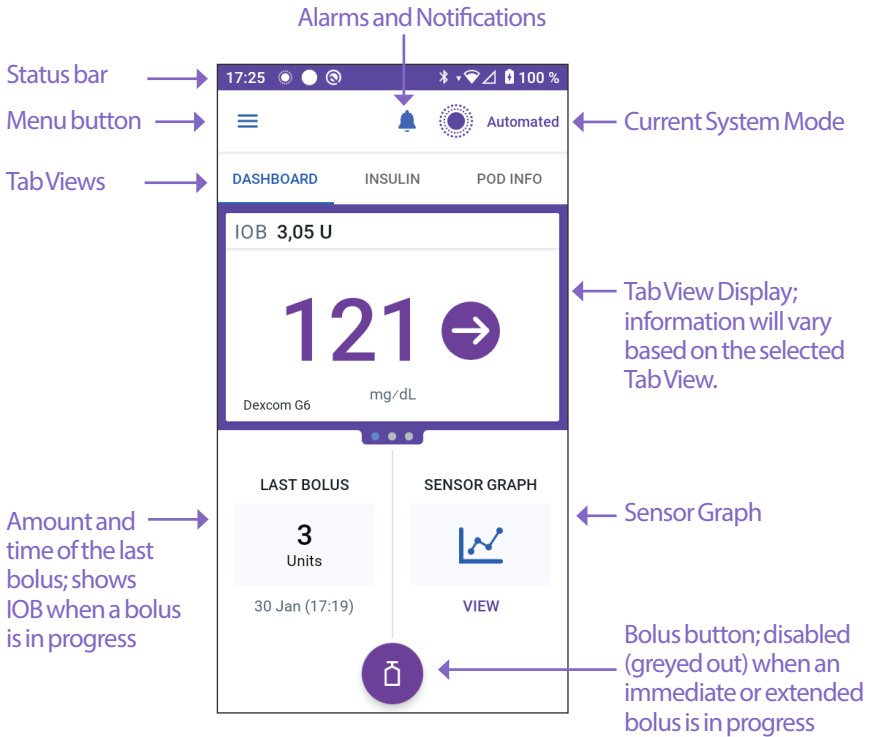 Alarms and Notifications
Status bar
17:25
100 %
Menu button
Automated
Current System Mode
Tab Views
DASHBOARD
INSULIN
POD INFO
IOB 3,05 U
121
mg/dL
Dexcom G6
Tab View Display;
information will vary
based on the selected
Tab View.
LAST BOLUS
SENSOR GRAPH
Amount and
time of the last
bolus; shows
IOB when a bolus
is in progress
3
Units
30 Jan (17:19)
VIEW
Sensor Graph
Bolus button; disabled
(greyed out) when an
immediate or extended
bolus is in progress